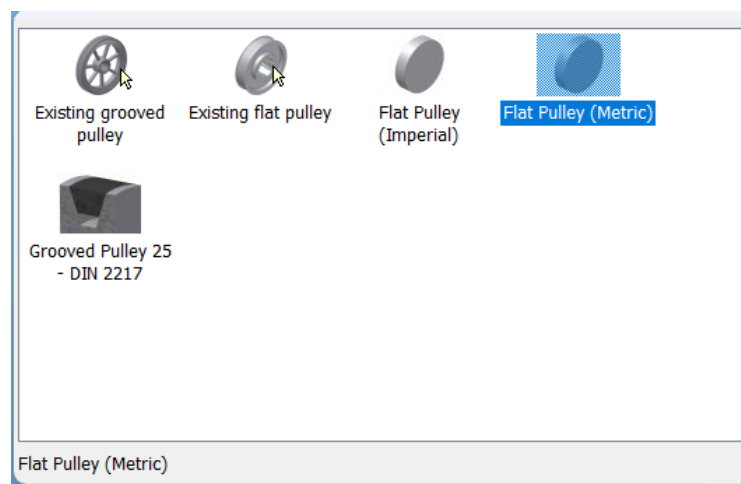 Existing grooved
pulley
Existing flat pulley
Flat Pulley
(Imperial)
Flat Pulley (Metric)
Grooved Pulley 25
- DIN 2217
Flat Pulley (Metric)